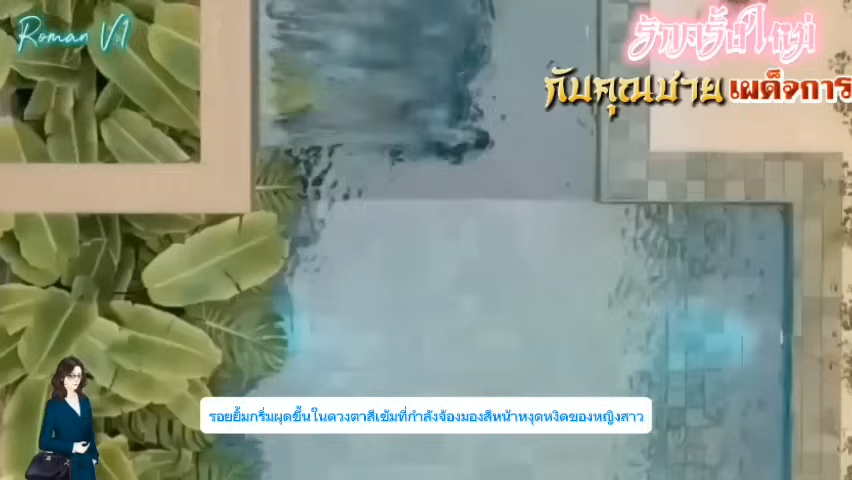 Roman V.1
รักครั้งใหม่
กับคุณชาย เผด็จการ
รอยยิ้มกริ่มผุดขึ้นในดวงตาสีเข้มที่กำลังจ้องมองสีหน้าหงุดหงิดของหญิงสาว